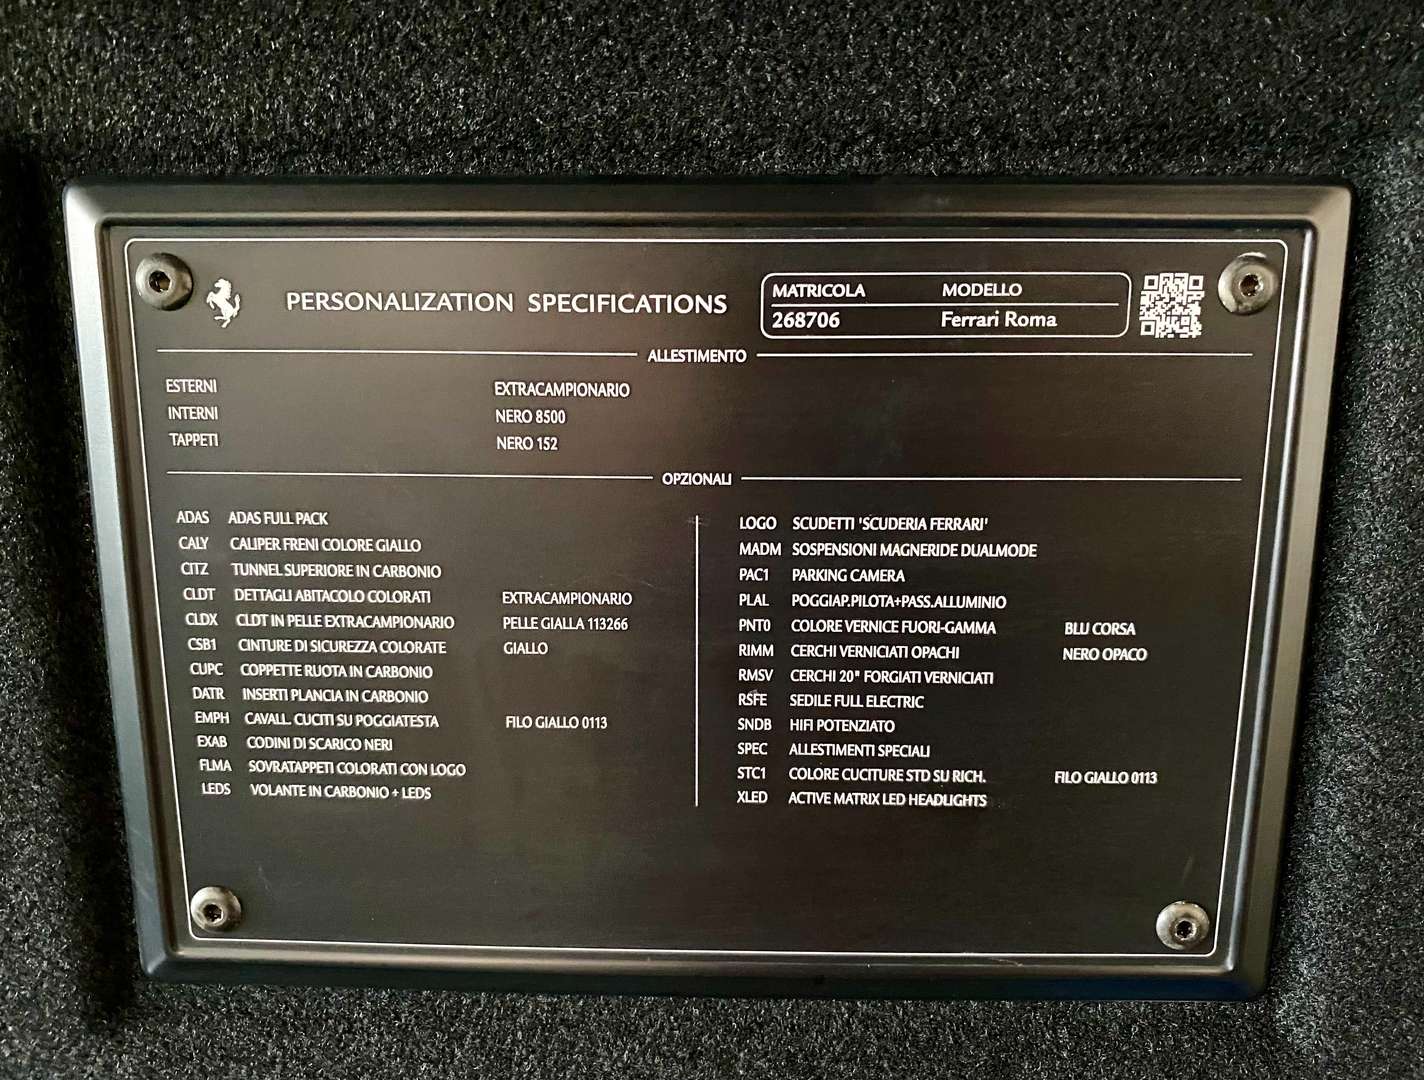 PERSONALIZATION SPECIFICATIONS
MATRICOLA MODELLO
268706 Ferrari Roma
ALLESTIMENTO
ESTERNI EXTRACAMPIONARIO
INTERNI NERO 8500
TAPPETI NERO 152
OPZIONALI
ADAS ADAS FULL PACK
CALY CALIPER FRENI COLORE GIALLO
CITZ TUNNEL SUPERIORE IN CARBONIO
CLDT DETTAGLI ABITACOLO COLORATI EXTRACAMPIONARIO
CLDX CLDT IN PELLE EXTRACAMPIONARIO PELLE GIALLA 113266
CSB1 CINTURE DI SICUREZZA COLORATE GIALLO
CUPC COPPETTE RUOTA IN CARBONIO
DATR INSERTI PLANCIA IN CARBONIO
EMPH CAVALL. CUCITI SU POGGIATESTA FILO GIALLO 0113
EXAB CODINI DI SCARICO NERI
FLMA SOVRATAPPETI COLORATI CON LOGO
LEDS VOLANTE IN CARBONIO + LEDS
LOGO SCUDETTI 'SCUDERIA FERRARI'
MADM SOSPENSIONI MAGNERIDE DUALMODE
PAC1 PARKING CAMERA
PLAL POGGIAP.PILOTA+PASS.ALLUMINIO
PNT0 COLORE VERNICE FUORI-GAMMA BLU CORSA
RIMM CERCHI VERNICIATI OPACHI NERO OPACO
RMSV CERCHI 20" FORGIATI VERNICIATI
RSFE SEDILE FULL ELECTRIC
SNDB HIFI POTENZIATO
SPEC ALLESTIMENTI SPECIALI
STC1 COLORE CUCITURE STD SU RICH. FILO GIALLO 0113
XLED ACTIVE MATRIX LED HEADLIGHTS